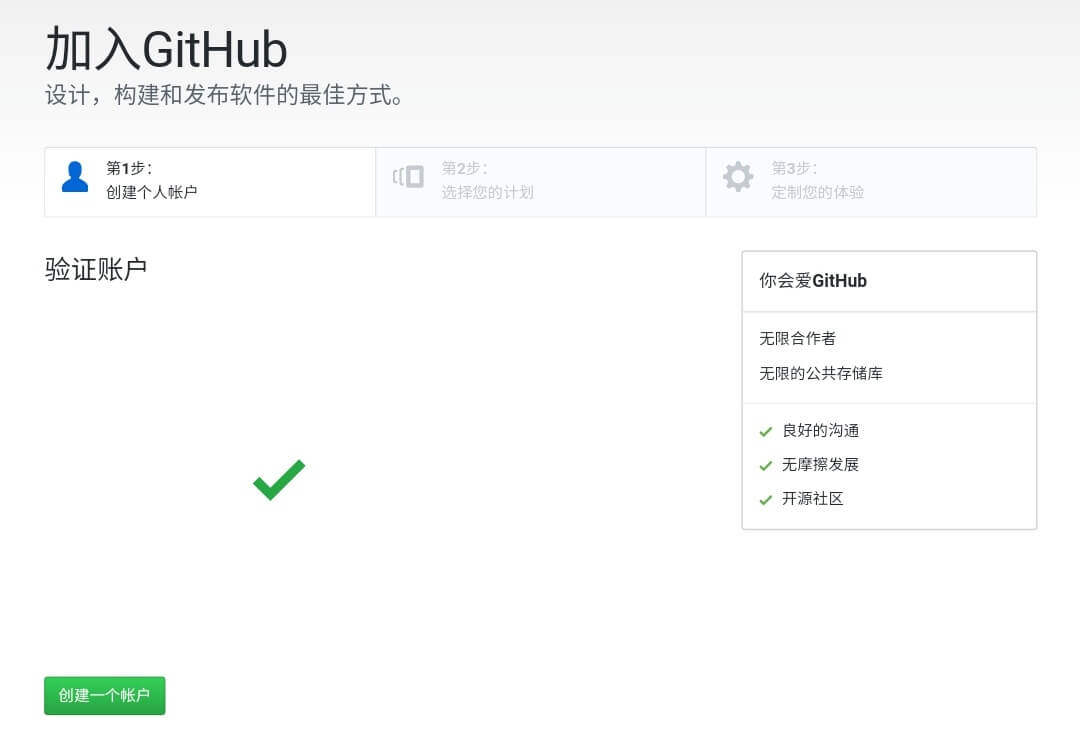 加入GitHub
设计，构建和发布软件的最佳方式。
第1步：
创建个人帐户
第2步：
选择您的计划
第3步：
定制您的体验
验证账户
你会爱GitHub
无限合作者
无限的公共存储库
良好的沟通
无摩擦发展
开源社区
创建一个帐户